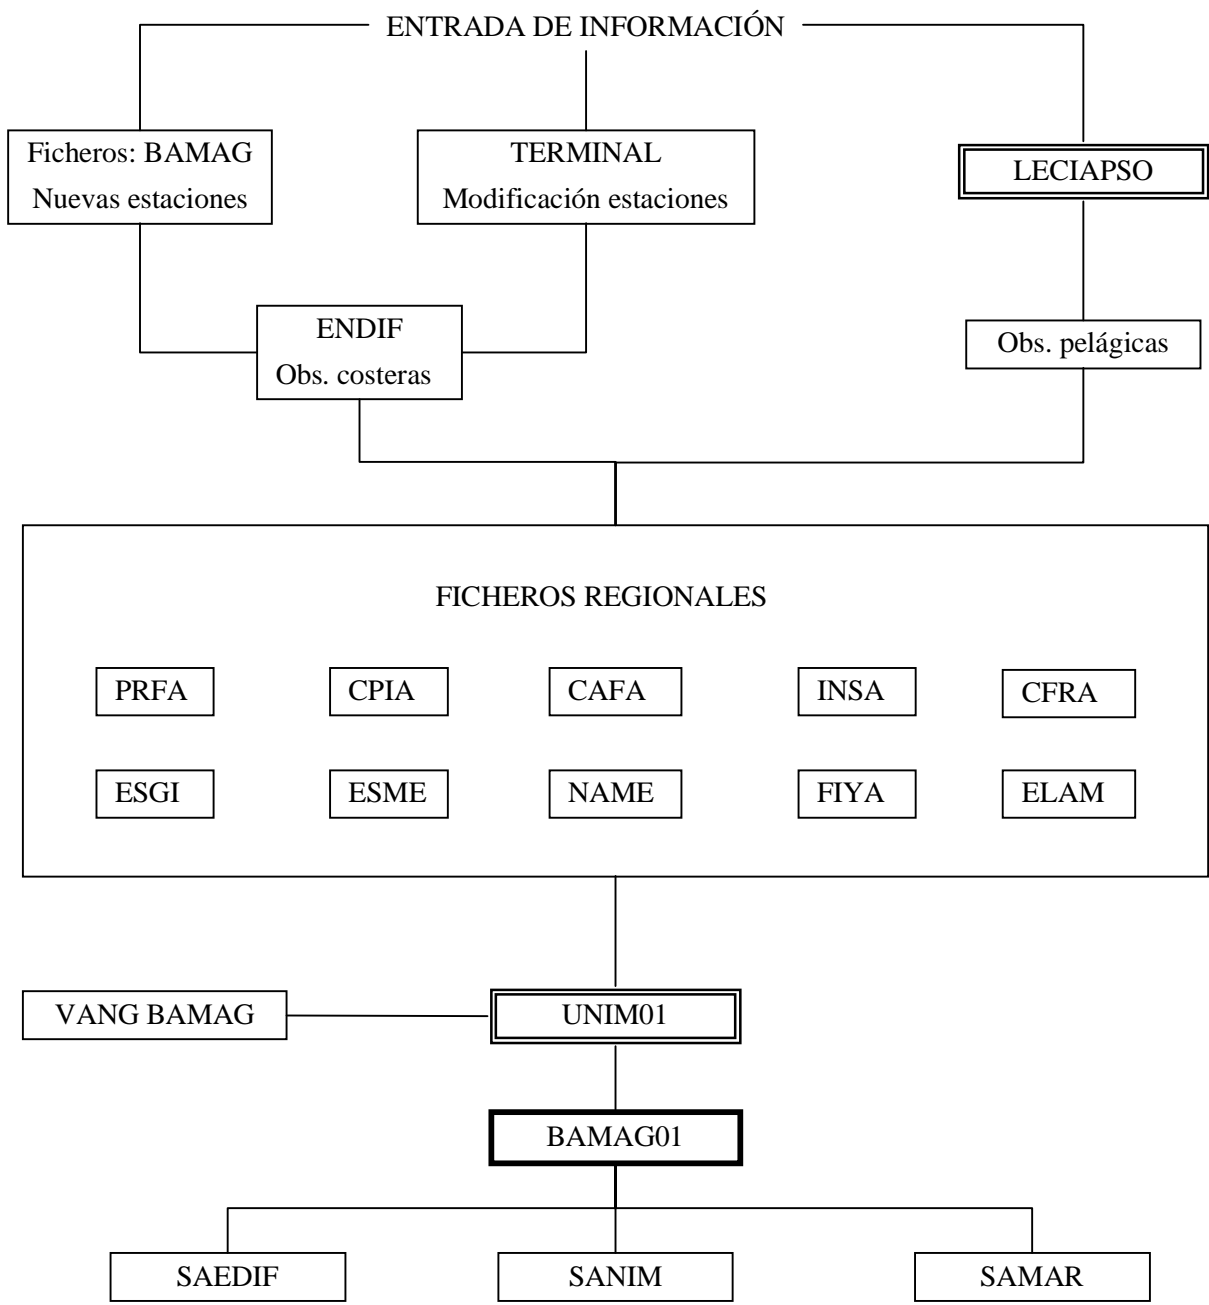 ENTRADA DE INFORMACIÓN
Ficheros: BAMAG
Nuevas estaciones
TERMINAL
Modificación estaciones
LECIAPSO
ENDIF
Obs. costeras
Obs. pelágicas
FICHEROS REGIONALES
PRFA
CPIA
CAFA
INSA
CFRA
ESGI
ESME
NAME
FIYA
ELAM
VANG BAMAG
UNIM01
BAMAG01
SAEDIF
SANIM
SAMAR